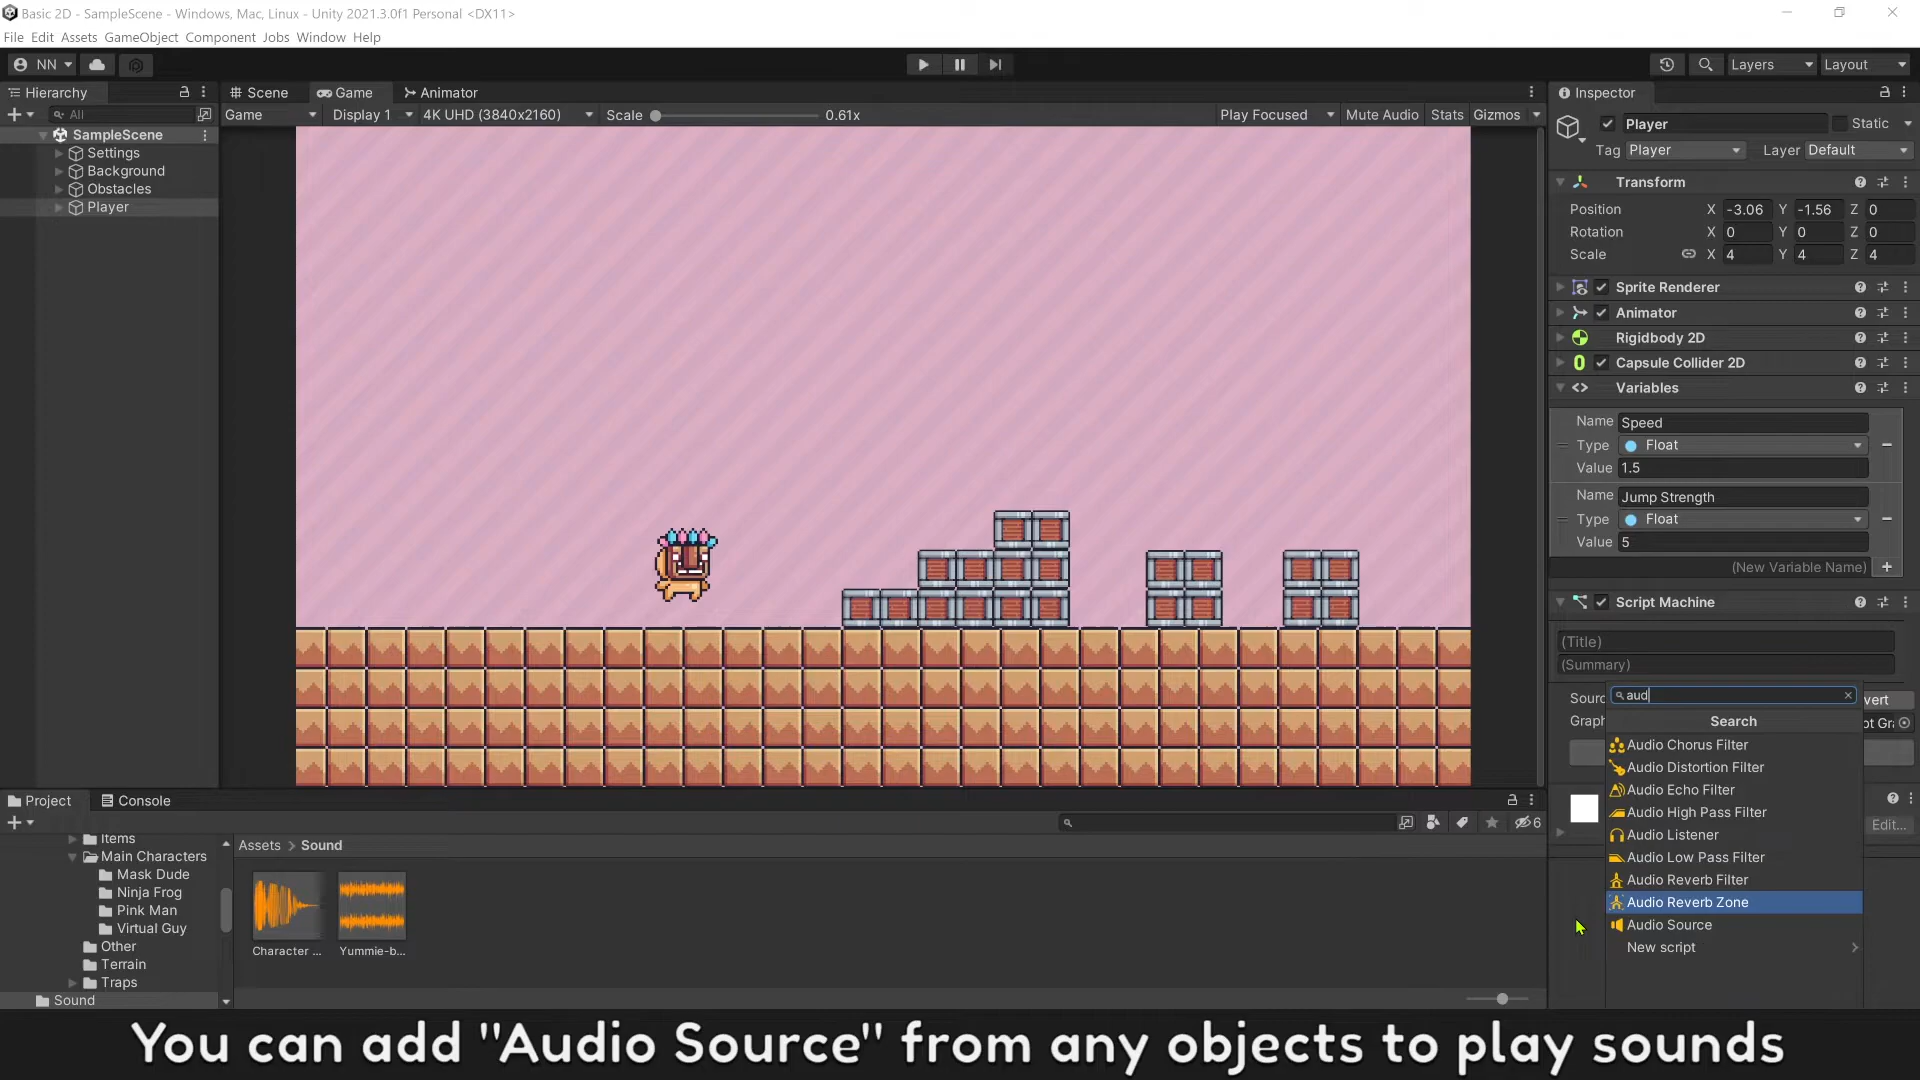 Basic 2D - SampleScene - Windows, Mac, Linux - Unity 2021.3.0f1 Personal <DX11>
File Edit Assets GameObject Component Jobs Window Help
NN
Layers Layout
Hierarchy
Scene Game Animator
Inspector
All
Game Display 1 4K UHD (3840x2160) Scale 0.61x Play Focused Mute Audio Stats Gizmos
Player Static
SampleScene
Settings
Background
Obstacles
Player
Tag Player Layer Default
Transform
Position X -3.06 Y -1.56 Z 0
Rotation X 0 Y 0 Z 0
Scale X 4 Y 4 Z 4
Sprite Renderer
Animator
Rigidbody 2D
Capsule Collider 2D
Variables
Name Speed
Type Float
Value 1.5
Name Jump Strength
Type Float
Value 5
(New Variable Name)
Script Machine
(Title)
(Summary)
Sourc
vert
Graph
ot Gra
aud
Search
Audio Chorus Filter
Audio Distortion Filter
Audio Echo Filter
Audio High Pass Filter
Audio Listener
Audio Low Pass Filter
Audio Reverb Filter
Audio Reverb Zone
Audio Source
New script
Edit...
Project Console
6
Items
Main Characters
Mask Dude
Ninja Frog
Pink Man
Virtual Guy
Other
Terrain
Traps
Sound
Assets > Sound
Character ...
Yummie-b...
You can add "Audio Source" from any objects to play sounds